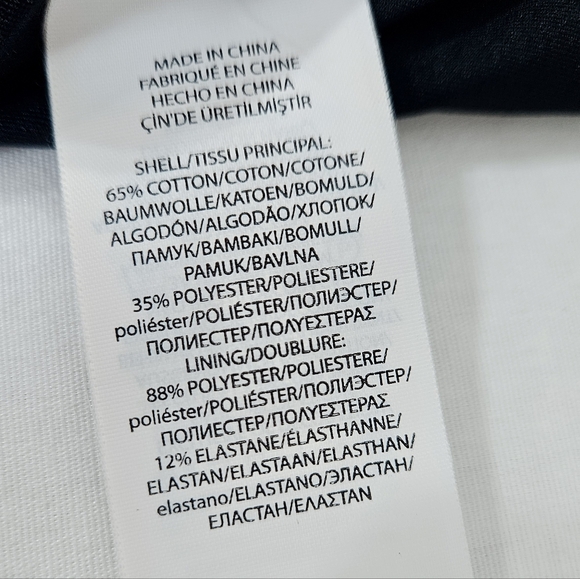 MADE IN CHINA
FABRIQUÉ EN CHINE
HECHO EN CHINA
ÇİN'DE ÜRETİLMİŞTİR
SHELL/TISSU PRINCIPAL:
65% COTTON/COTON/COTONE/
BAUMWOLLE/KATOEN/BOMULD/
ALGODÓN/ALGODÃO/ХЛОПОК/
ПАМУК/ΒΑΜΒΑΚΙ/BOMULL/
PAMUK/BAVLNA
35% POLYESTER/POLIESTERE/
poliéster/POLIÉSTER/ПОЛИЭСТЕР/
ПОЛИЕСТЕР/ΠΟΛΥΕΣΤΕΡΑΣ
LINING/DOUBLURE:
88% POLYESTER/POLIESTERE/
poliéster/POLIÉSTER/ПОЛИЭСТЕР/
ПОЛИЕСТЕР/ΠΟΛΥΕΣΤΕΡΑΣ
12% ELASTANE/ÉLASTHANNE/
ELASTAN/ELASTAAN/ELASTHAN/
elastano/ELASTANO/ЭЛАСТАН/
ЕЛАСТАН/ΕΛΑΣΤΑΝ